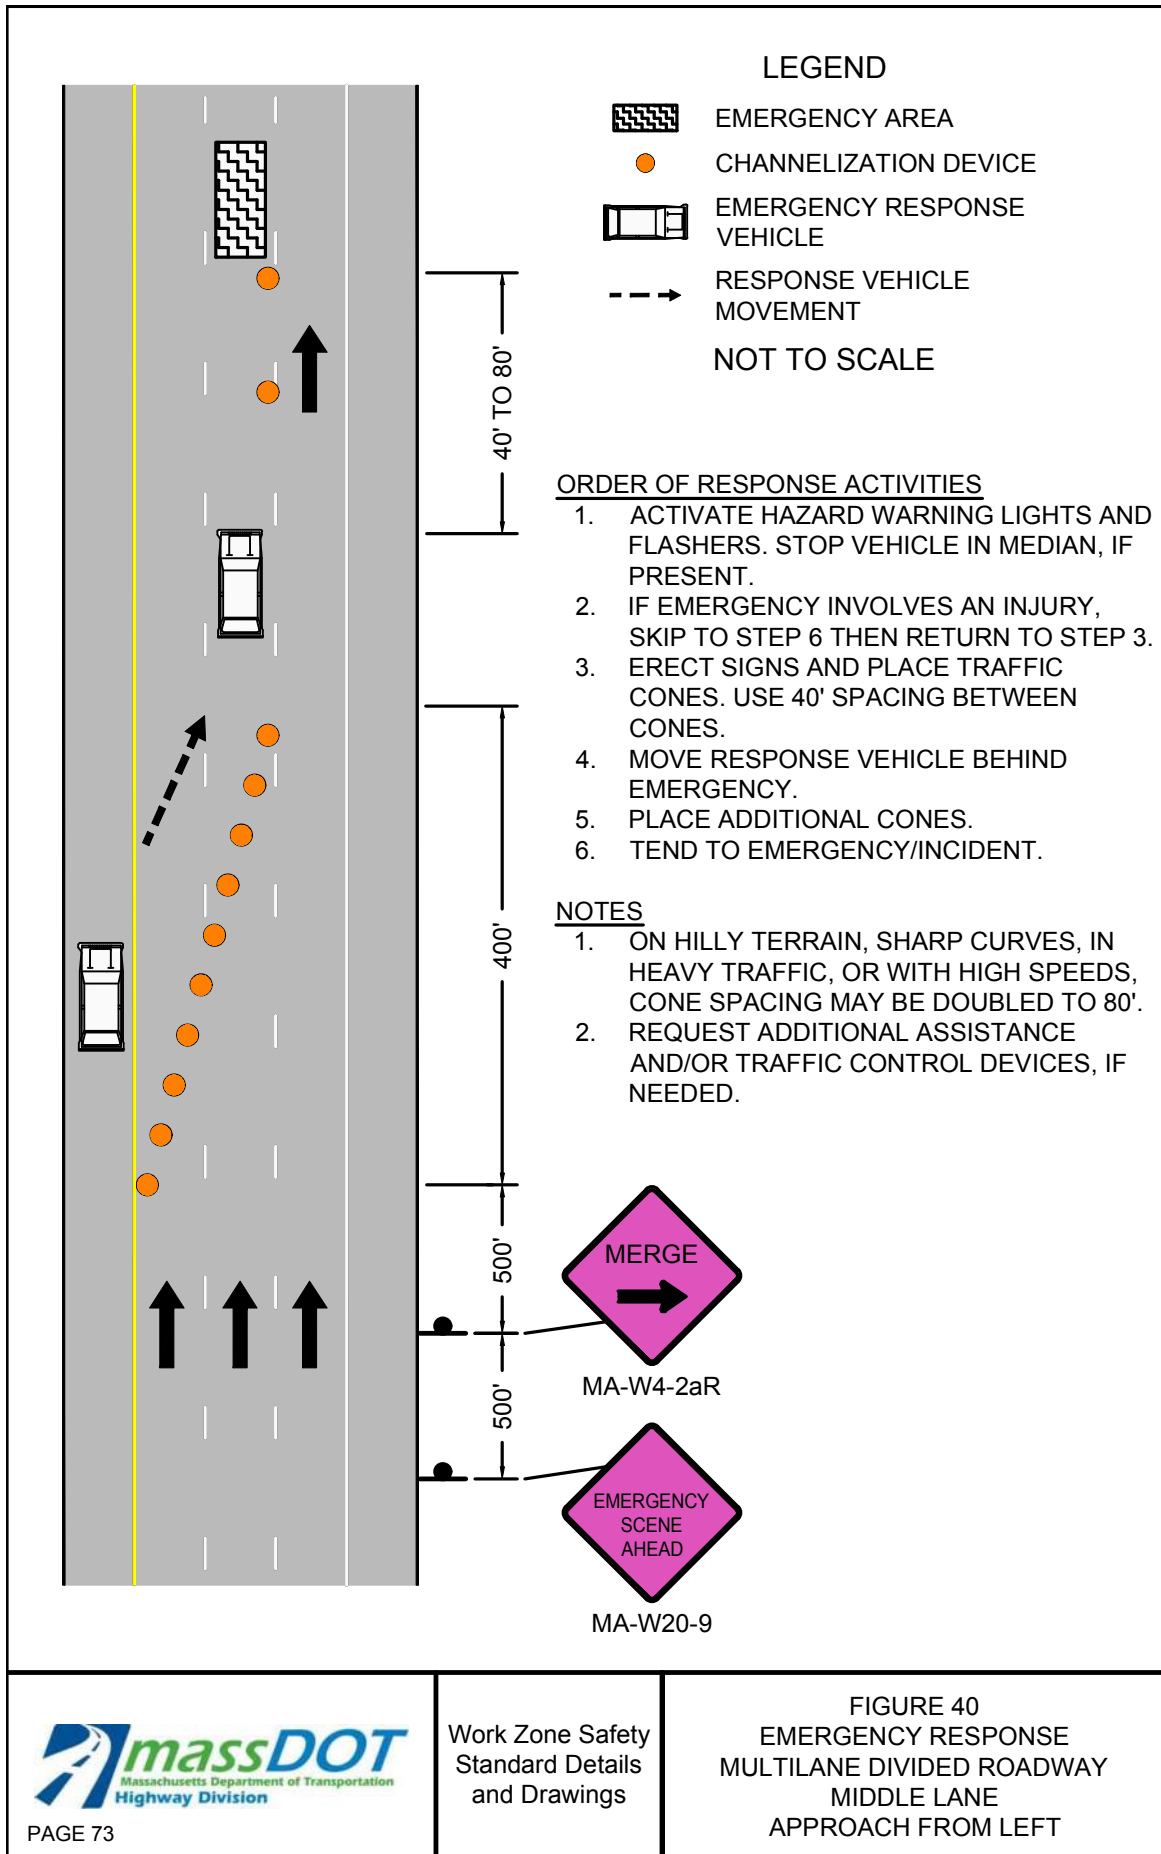 LEGEND
EMERGENCY AREA
CHANNELIZATION DEVICE
EMERGENCY RESPONSE
VEHICLE
RESPONSE VEHICLE
MOVEMENT
NOT TO SCALE
40' TO 80'
ORDER OF RESPONSE ACTIVITIES
1. ACTIVATE HAZARD WARNING LIGHTS AND
FLASHERS. STOP VEHICLE IN MEDIAN, IF
PRESENT.
2. IF EMERGENCY INVOLVES AN INJURY,
SKIP TO STEP 6 THEN RETURN TO STEP 3.
3. ERECT SIGNS AND PLACE TRAFFIC
CONES. USE 40' SPACING BETWEEN
CONES.
4. MOVE RESPONSE VEHICLE BEHIND
EMERGENCY.
5. PLACE ADDITIONAL CONES.
6. TEND TO EMERGENCY/INCIDENT.
400'
NOTES
1. ON HILLY TERRAIN, SHARP CURVES, IN
HEAVY TRAFFIC, OR WITH HIGH SPEEDS,
CONE SPACING MAY BE DOUBLED TO 80'.
2. REQUEST ADDITIONAL ASSISTANCE
AND/OR TRAFFIC CONTROL DEVICES, IF
NEEDED.
500'
MERGE
MA-W4-2aR
500'
EMERGENCY
SCENE
AHEAD
MA-W20-9
massDOT
Massachusetts Department of Transportation
Highway Division
PAGE 73
Work Zone Safety
Standard Details
and Drawings
FIGURE 40
EMERGENCY RESPONSE
MULTILANE DIVIDED ROADWAY
MIDDLE LANE
APPROACH FROM LEFT